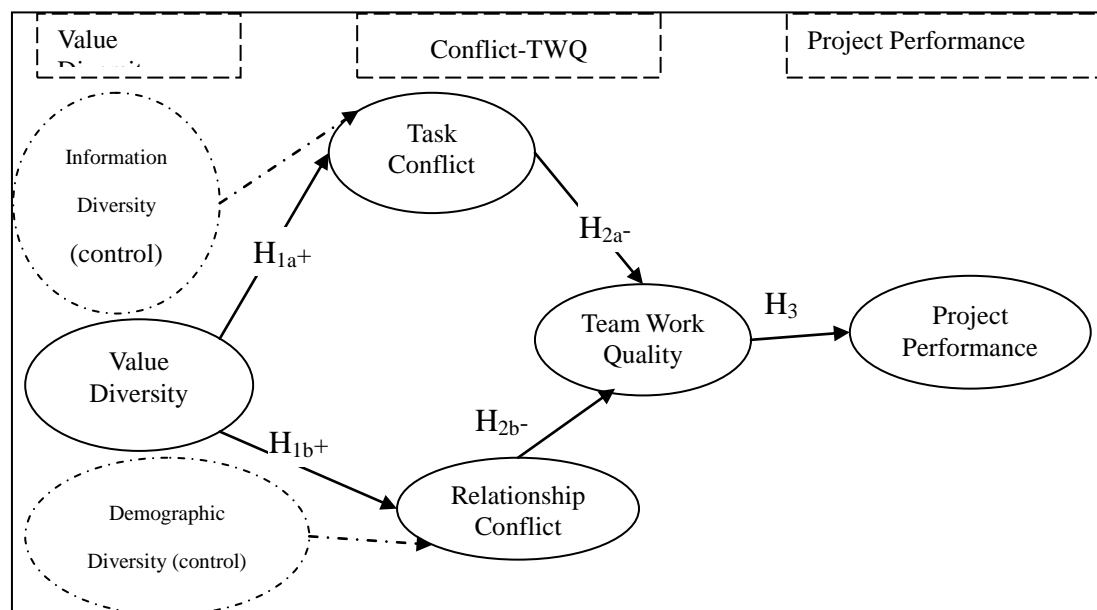 Value
Conflict-TWQ
Project Performance
Information
Diversity
(control)
Task
Conflict
H1a+
H2a-
Value
Diversity
Team Work
Quality
H3
Project
Performance
H1b+
H2b-
Relationship
Conflict
Demographic
Diversity (control)